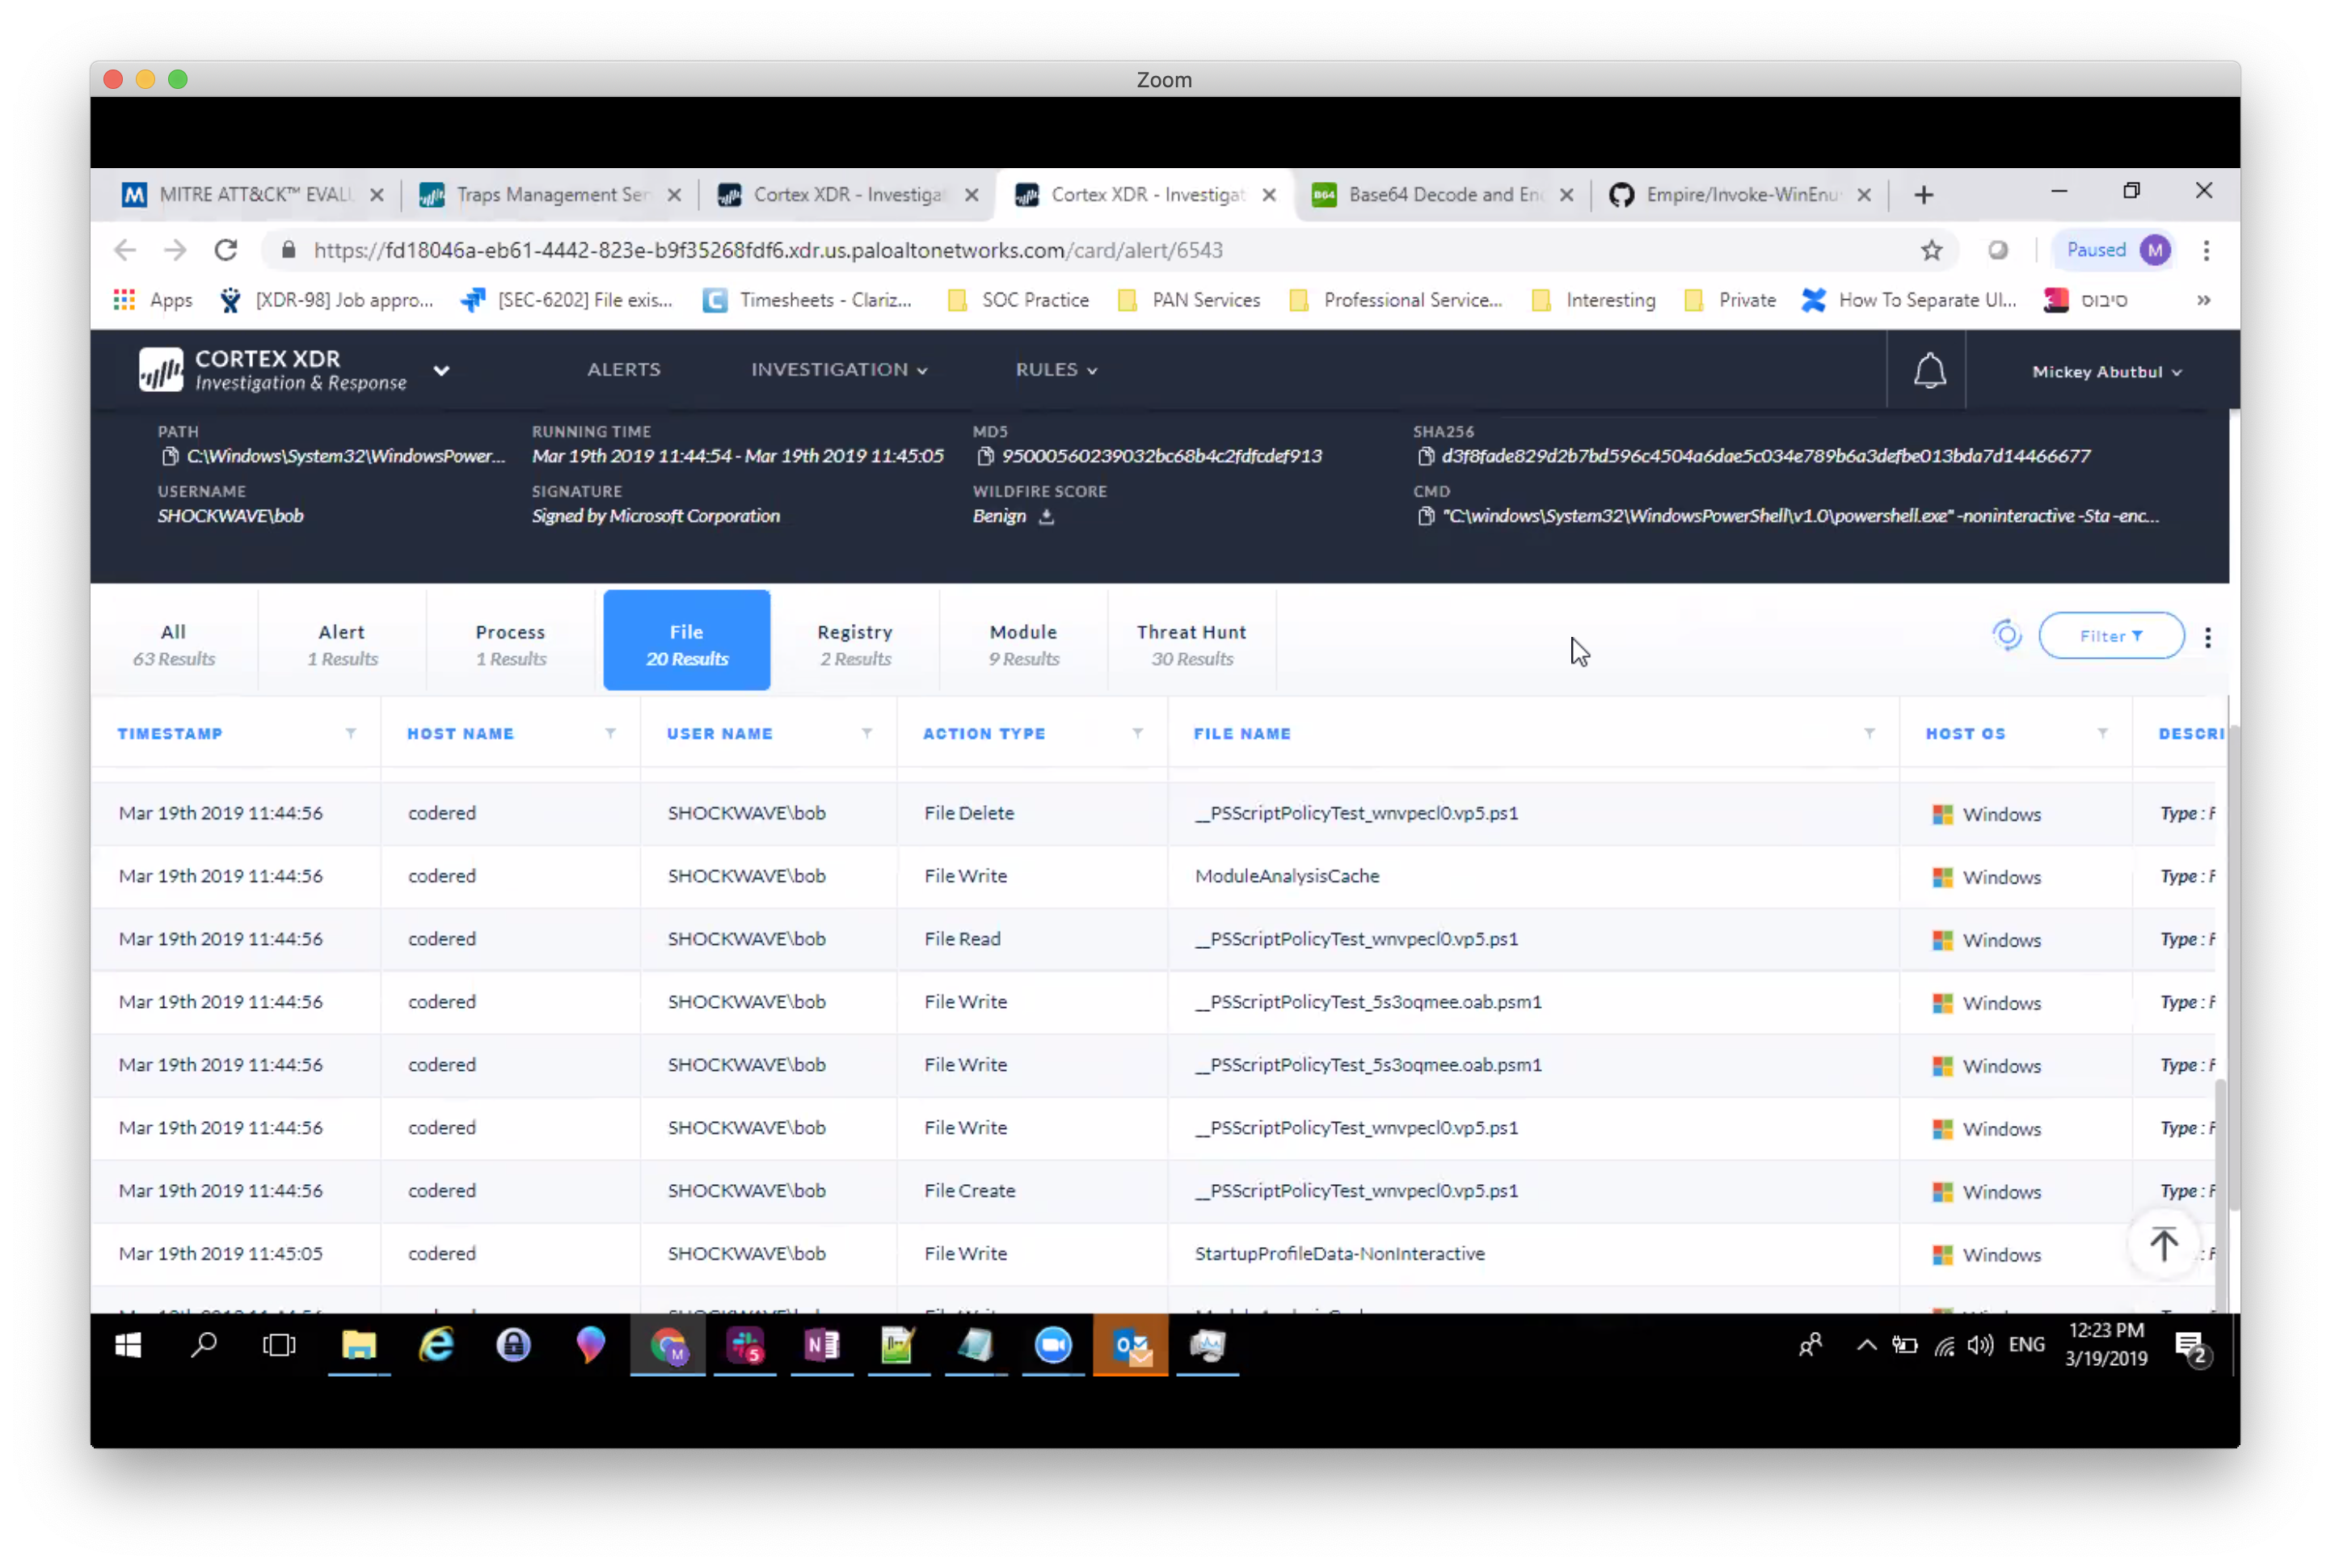 Zoom
MITRE ATT&CK™ EVALU
Traps Management Ser
Cortex XDR - Investigat
Cortex XDR - Investigat
B64 Base64 Decode and En
Empire/Invoke-WinEnu
https://fd18046a-eb61-4442-823e-b9f35268fdf6.xdr.us.paloaltonetworks.com/card/alert/6543
Paused M
Apps [XDR-98] Job appro... [SEC-6202] File exis... Timesheets - Clariz... SOC Practice PAN Services Professional Service... Interesting Private How To Separate UI... סיבוס »
CORTEX XDR
Investigation & Response
ALERTS INVESTIGATION RULES
Mickey Abutbul
PATH RUNNING TIME MD5 SHA256
C:\Windows\System32\WindowsPower... Mar 19th 2019 11:44:54 - Mar 19th 2019 11:45:05 95000560239032bc68b4c2fdfcdef913 d3f8fade829d2b7bd596c4504a6dae5c034e789b6a3defbe013bda7d14466677
USERNAME SIGNATURE WILDFIRE SCORE CMD
SHOCKWAVE\bob Signed by Microsoft Corporation Benign "C:\windows\System32\WindowsPowerShell\v1.0\powershell.exe" -noninteractive -Sta -enc...
All Alert Process File Registry Module Threat Hunt
63 Results 1 Results 1 Results 20 Results 2 Results 9 Results 30 Results
Filter
TIMESTAMP HOST NAME USER NAME ACTION TYPE FILE NAME HOST OS DESCRI
Mar 19th 2019 11:44:56 codered SHOCKWAVE\bob File Delete __PSScriptPolicyTest_wnvpecl0.vp5.ps1 Windows Type : F
Mar 19th 2019 11:44:56 codered SHOCKWAVE\bob File Write ModuleAnalysisCache Windows Type : F
Mar 19th 2019 11:44:56 codered SHOCKWAVE\bob File Read __PSScriptPolicyTest_wnvpecl0.vp5.ps1 Windows Type : F
Mar 19th 2019 11:44:56 codered SHOCKWAVE\bob File Write __PSScriptPolicyTest_5s3oqmee.oab.psm1 Windows Type : F
Mar 19th 2019 11:44:56 codered SHOCKWAVE\bob File Write __PSScriptPolicyTest_5s3oqmee.oab.psm1 Windows Type : F
Mar 19th 2019 11:44:56 codered SHOCKWAVE\bob File Write __PSScriptPolicyTest_wnvpecl0.vp5.ps1 Windows Type : F
Mar 19th 2019 11:44:56 codered SHOCKWAVE\bob File Create __PSScriptPolicyTest_wnvpecl0.vp5.ps1 Windows Type : F
Mar 19th 2019 11:45:05 codered SHOCKWAVE\bob File Write StartupProfileData-NonInteractive Windows
ENG
12:23 PM
3/19/2019
2